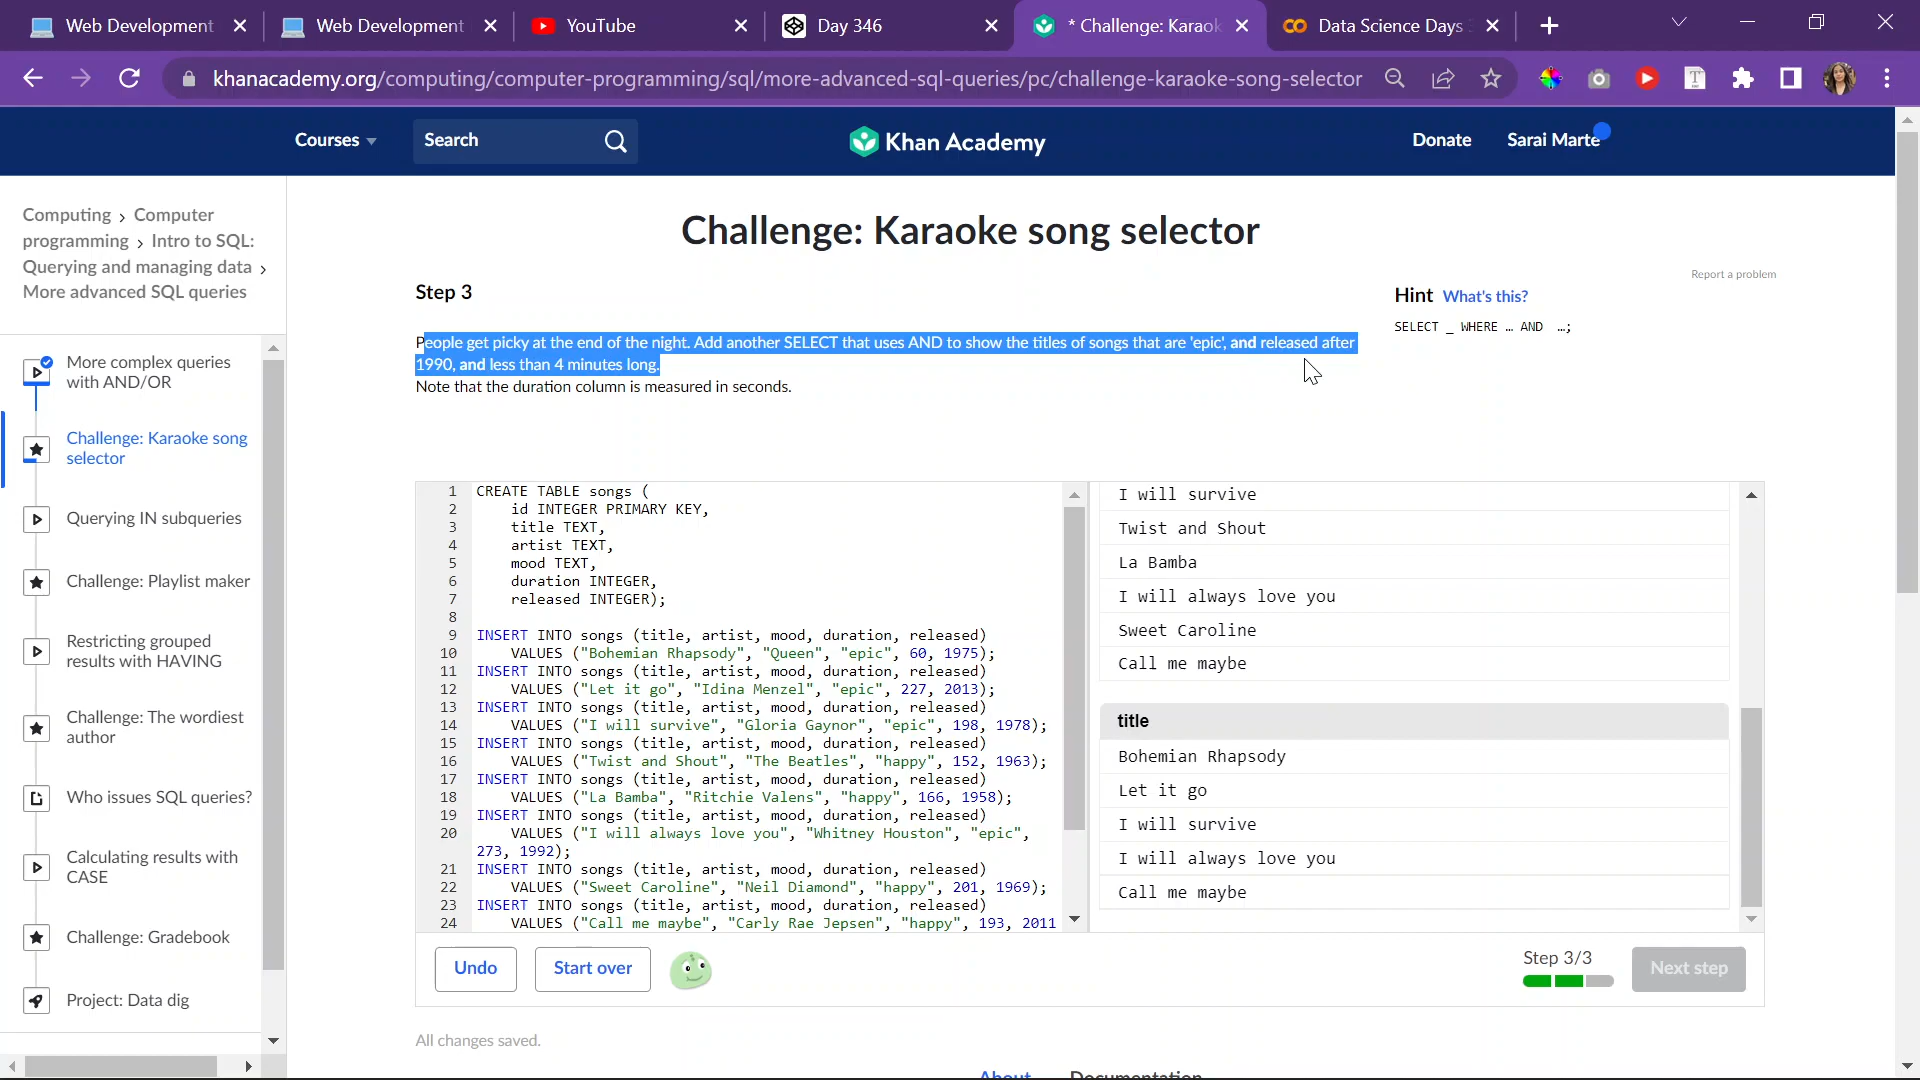 Web Development
Web Development
YouTube
Day 346
* Challenge: Karaok
Data Science Days
khanacademy.org/computing/computer-programming/sql/more-advanced-sql-queries/pc/challenge-karaoke-song-selector
Courses
Search
Khan Academy
Donate
Sarai Marte
Computing › Computer
programming › Intro to SQL:
Querying and managing data ›
More advanced SQL queries
More complex queries
with AND/OR
Challenge: Karaoke song
selector
Querying IN subqueries
Challenge: Playlist maker
Restricting grouped
results with HAVING
Challenge: The wordiest
author
Who issues SQL queries?
Calculating results with
CASE
Challenge: Gradebook
Project: Data dig
Challenge: Karaoke song selector
Report a problem
Step 3
People get picky at the end of the night. Add another SELECT that uses AND to show the titles of songs that are 'epic', and released after
1990, and less than 4 minutes long.
Note that the duration column is measured in seconds.
Hint What's this?
SELECT _ WHERE … AND …;
1 CREATE TABLE songs (
2 id INTEGER PRIMARY KEY,
3 title TEXT,
4 artist TEXT,
5 mood TEXT,
6 duration INTEGER,
7 released INTEGER);
8
9 INSERT INTO songs (title, artist, mood, duration, released)
10 VALUES ("Bohemian Rhapsody", "Queen", "epic", 60, 1975);
11 INSERT INTO songs (title, artist, mood, duration, released)
12 VALUES ("Let it go", "Idina Menzel", "epic", 227, 2013);
13 INSERT INTO songs (title, artist, mood, duration, released)
14 VALUES ("I will survive", "Gloria Gaynor", "epic", 198, 1978);
15 INSERT INTO songs (title, artist, mood, duration, released)
16 VALUES ("Twist and Shout", "The Beatles", "happy", 152, 1963);
17 INSERT INTO songs (title, artist, mood, duration, released)
18 VALUES ("La Bamba", "Ritchie Valens", "happy", 166, 1958);
19 INSERT INTO songs (title, artist, mood, duration, released)
20 VALUES ("I will always love you", "Whitney Houston", "epic",
273, 1992);
21 INSERT INTO songs (title, artist, mood, duration, released)
22 VALUES ("Sweet Caroline", "Neil Diamond", "happy", 201, 1969);
23 INSERT INTO songs (title, artist, mood, duration, released)
24 VALUES ("Call me maybe", "Carly Rae Jepsen", "happy", 193, 2011
I will survive
Twist and Shout
La Bamba
I will always love you
Sweet Caroline
Call me maybe
title
Bohemian Rhapsody
Let it go
I will survive
I will always love you
Call me maybe
Undo
Start over
Step 3/3
Next step
All changes saved.
About
Documentation